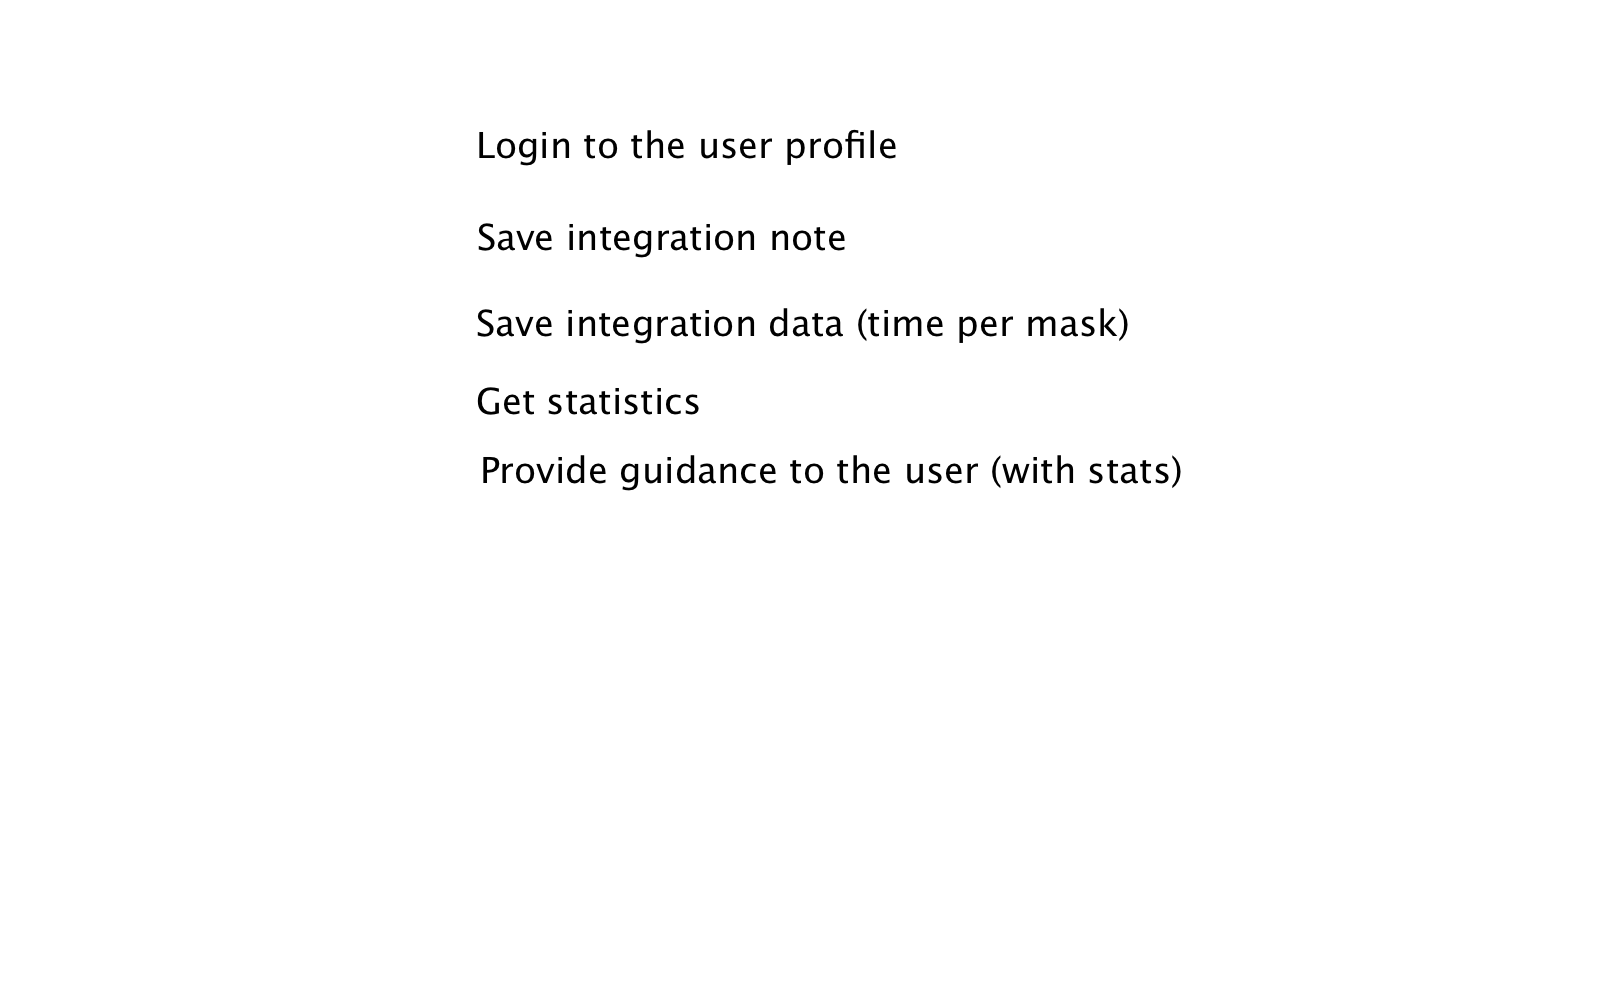 Login to the user profile
Save integration note
Save integration data (time per mask)
Get statistics
Provide guidance to the user (with stats)